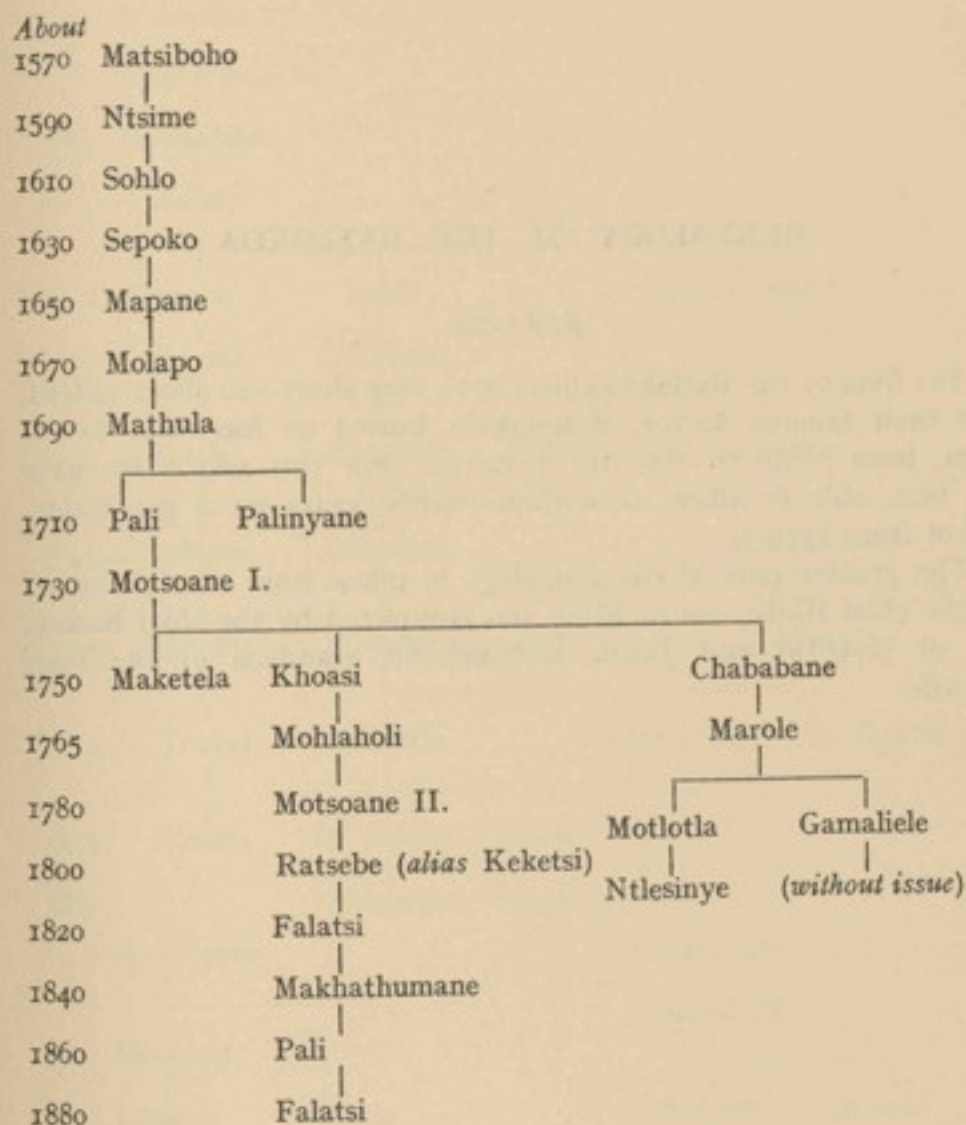 About
1570 Matsiboho
1590 Ntsime
1610 Sohlo
1630 Sepoko
1650 Mapane
1670 Molapo
1690 Mathula
1710 Pali Palinyane
1730 Motsoane I.
1750 Maketela Khoasi Chababane
1765 Mohlaholi Marole
1780 Motsoane II.
Motlotla Gamaliele
1800 Ratsebe (alias Keketsi)
Ntlesinye (without issue)
1820 Falatsi
1840 Makhathumane
1860 Pali
1880 Falatsi